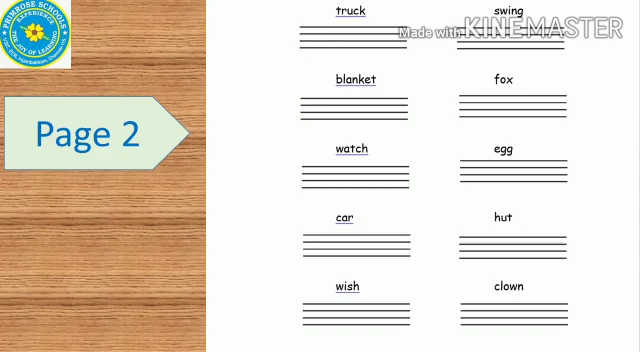 PRIMROSE SCHOOLS
EXPERIENCE
THE JOY OF LEARNING
Page 2
truck swing
Made with KINEMASTER
blanket fox
watch egg
car hut
wish clown